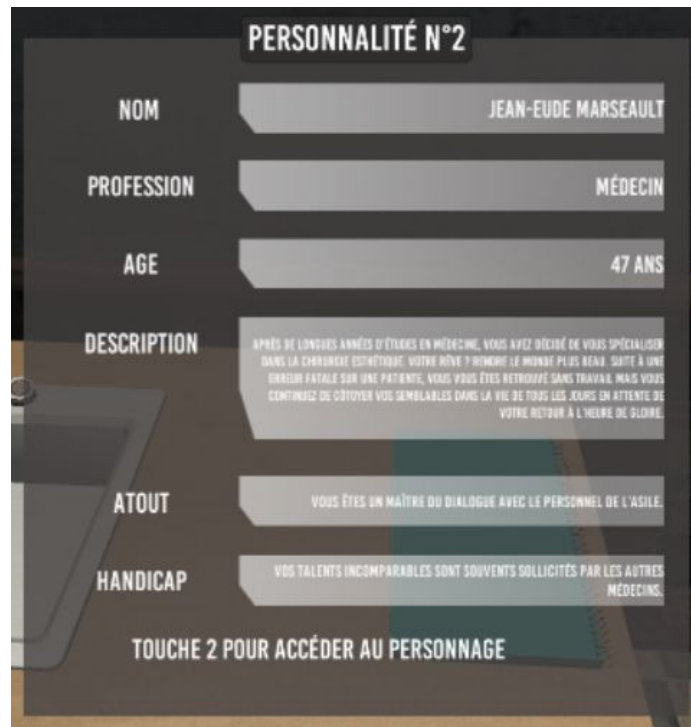 PERSONNALITÉ N°2
NOM
JEAN-EUDE MARSEAULT
PROFESSION
MÉDECIN
AGE
47 ANS
DESCRIPTION
APRÈS DE LONGUES ANNÉES D'ÉTUDES EN MÉDECINE, VOUS AVEZ DÉCIDÉ DE VOUS SPÉCIALISER
DANS LA CHIRURGIE ESTHÉTIQUE. VOTRE RÊVE ? RENDRE LE MONDE PLUS BEAU. SUITE À UNE
ERREUR FATALE SUR UNE PATIENTE, VOUS VOUS ÊTES RETROUVÉ SANS TRAVAIL. MAIS VOUS
CONTINUEZ DE CÔTOYER VOS SEMBLABLES DANS LA VIE DE TOUS LES JOURS EN ATTENTE DE
VOTRE RETOUR À L'HEURE DE GLOIRE.
ATOUT
VOUS ÊTES UN MAÎTRE DU DIALOGUE AVEC LE PERSONNEL DE L'ASILE.
HANDICAP
VOS TALENTS INCOMPARABLES SONT SOUVENTS SOLLICITÉS PAR LES AUTRES
MÉDECINS.
TOUCHE 2 POUR ACCÉDER AU PERSONNAGE